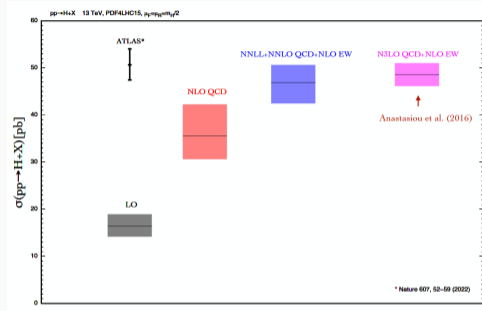 pp→H+X 13 TeV, PDF4LHC15, μF=μR=mH/2
60
50
40
30
20
10
0
σ(pp→H+X)[pb]
ATLAS*
LO
NLO QCD
NNLL+NNLO QCD+NLO EW
N3LO QCD+NLO EW
Anastasiou et al. (2016)
* Nature 607, 52-59 (2022)